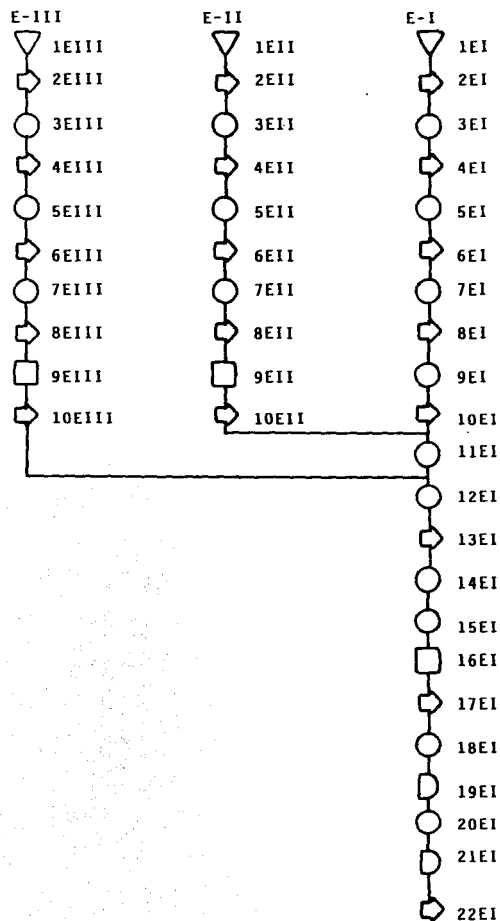 E-III E-II E-I
1EIII 1EII 1EI
2EIII 2EII 2EI
3EIII 3EII 3EI
4EIII 4EII 4EI
5EIII 5EII 5EI
6EIII 6EII 6EI
7EIII 7EII 7EI
8EIII 8EII 8EI
9EIII 9EII 9EI
10EIII 10EII 10EI
11EI
12EI
13EI
14EI
15EI
16EI
17EI
18EI
19EI
20EI
21EI
22EI